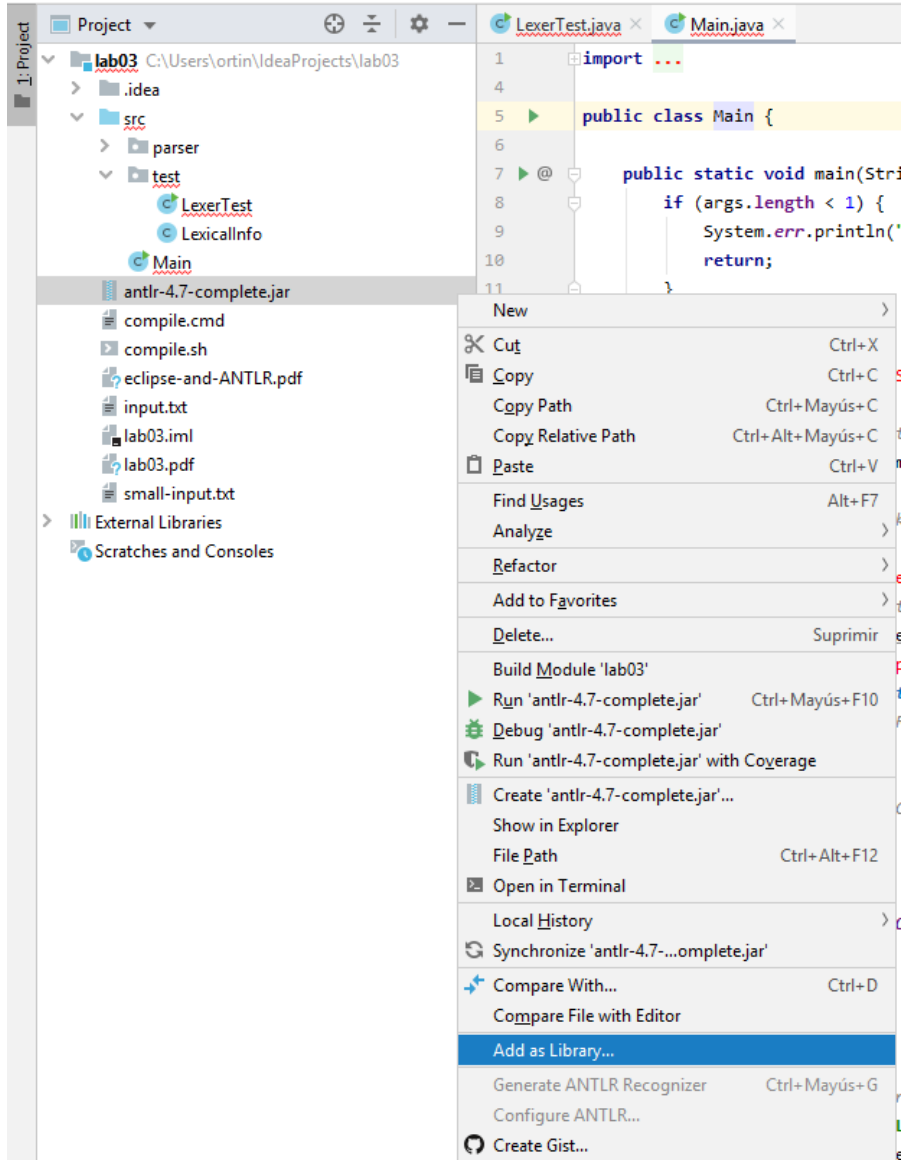 1: Project
Project
lab03 C:\Users\ortin\IdeaProjects\lab03
.idea
src
parser
test
LexerTest
LexicalInfo
Main
antlr-4.7-complete.jar
compile.cmd
compile.sh
eclipse-and-ANTLR.pdf
input.txt
lab03.iml
lab03.pdf
small-input.txt
External Libraries
Scratches and Consoles
LexerTest.java
Main.java
1 import ...
4
5 public class Main {
6
7 @ public static void main(Stri
8 if (args.length < 1) {
9 System.err.println("
10 return;
11 }
New
Cut Ctrl+X
Copy Ctrl+C
Copy Path Ctrl+Mayús+C
Copy Relative Path Ctrl+Alt+Mayús+C
Paste Ctrl+V
Find Usages Alt+F7
Analyze
Refactor
Add to Favorites
Delete... Suprimir
Build Module 'lab03'
Run 'antlr-4.7-complete.jar' Ctrl+Mayús+F10
Debug 'antlr-4.7-complete.jar'
Run 'antlr-4.7-complete.jar' with Coverage
Create 'antlr-4.7-complete.jar'...
Show in Explorer
File Path Ctrl+Alt+F12
Open in Terminal
Local History
Synchronize 'antlr-4.7-...omplete.jar'
Compare With... Ctrl+D
Compare File with Editor
Add as Library...
Generate ANTLR Recognizer Ctrl+Mayús+G
Configure ANTLR...
Create Gist...